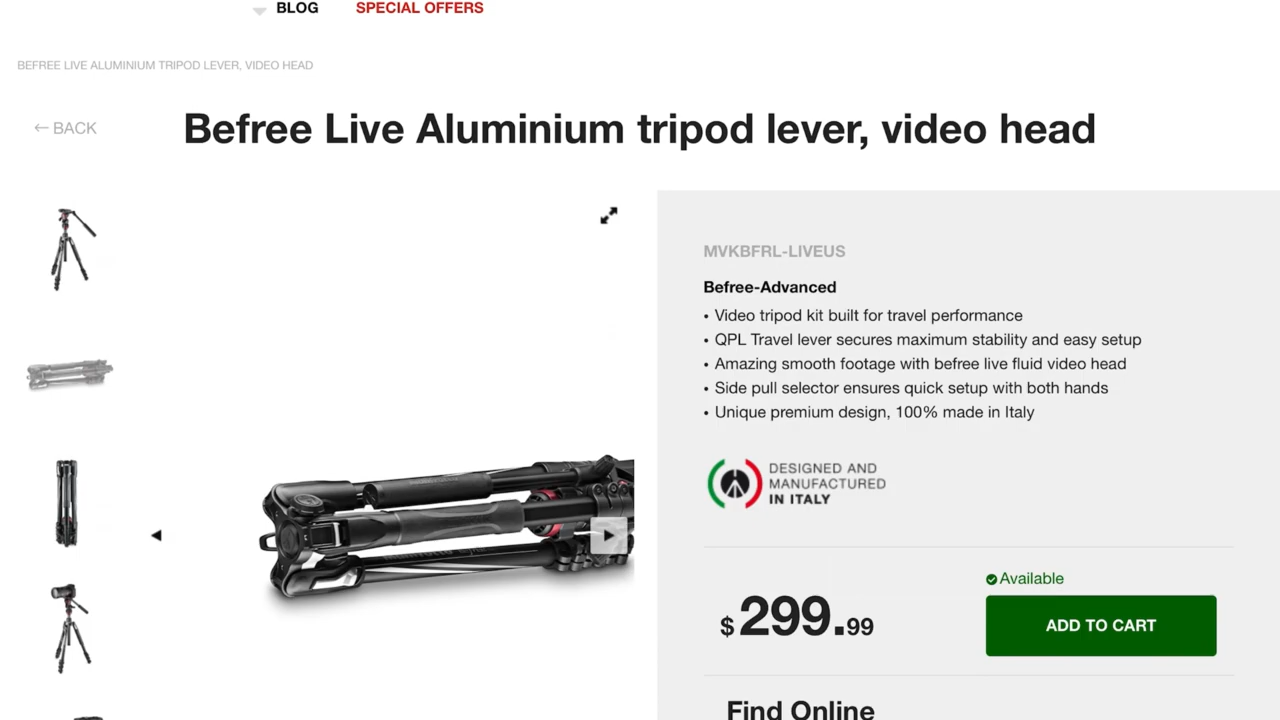 BLOG
SPECIAL OFFERS
BEFREE LIVE ALUMINIUM TRIPOD LEVER, VIDEO HEAD
← BACK
Befree Live Aluminium tripod lever, video head
MVKBFRL-LIVEUS
Befree-Advanced
• Video tripod kit built for travel performance
• QPL Travel lever secures maximum stability and easy setup
• Amazing smooth footage with befree live fluid video head
• Side pull selector ensures quick setup with both hands
• Unique premium design, 100% made in Italy
DESIGNED AND
MANUFACTURED
IN ITALY
Available
$299.99
ADD TO CART
Find Online